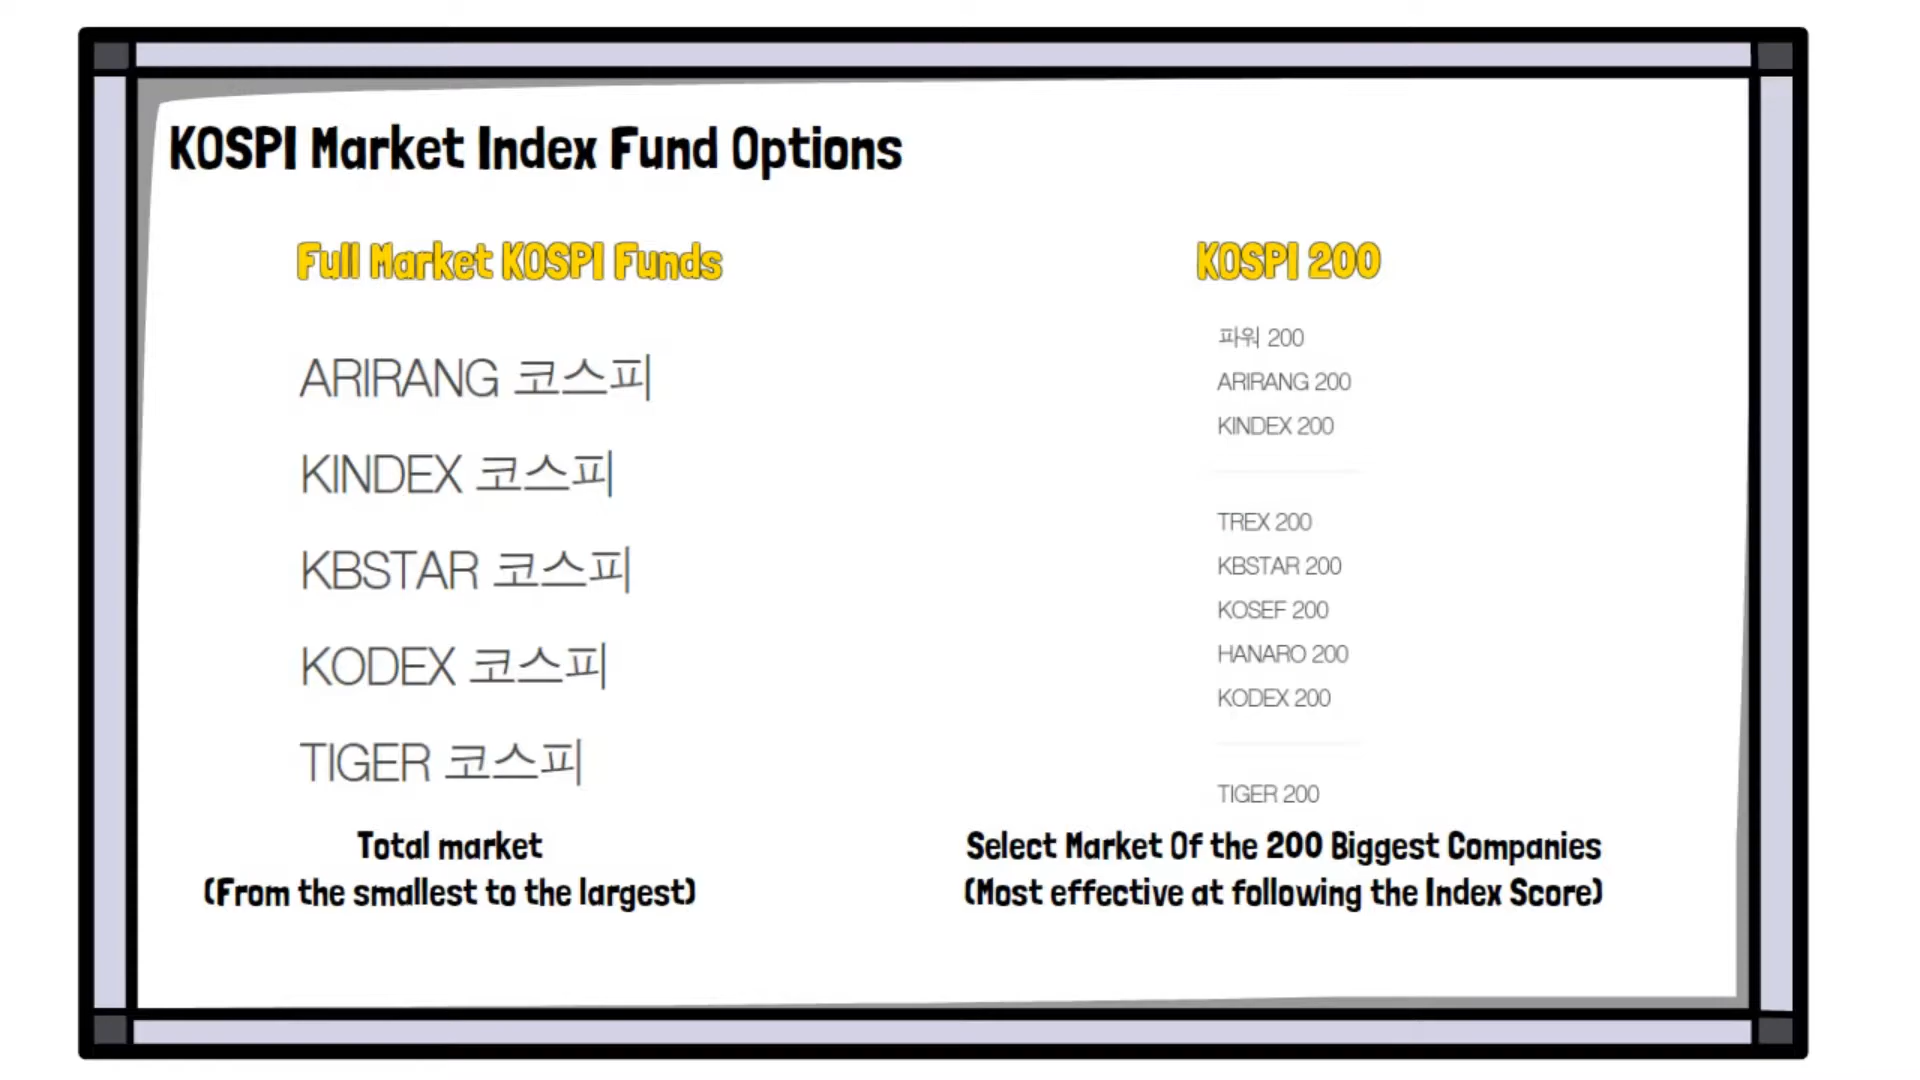 KOSPI Market Index Fund Options
Full Market KOSPI Funds
ARIRANG 코스피
KINDEX 코스피
KBSTAR 코스피
KODEX 코스피
TIGER 코스피
Total market
(From the smallest to the largest)
KOSPI 200
파워 200
ARIRANG 200
KINDEX 200
TREX 200
KBSTAR 200
KOSEF 200
HANARO 200
KODEX 200
TIGER 200
Select Market Of the 200 Biggest Companies
(Most effective at following the Index Score)